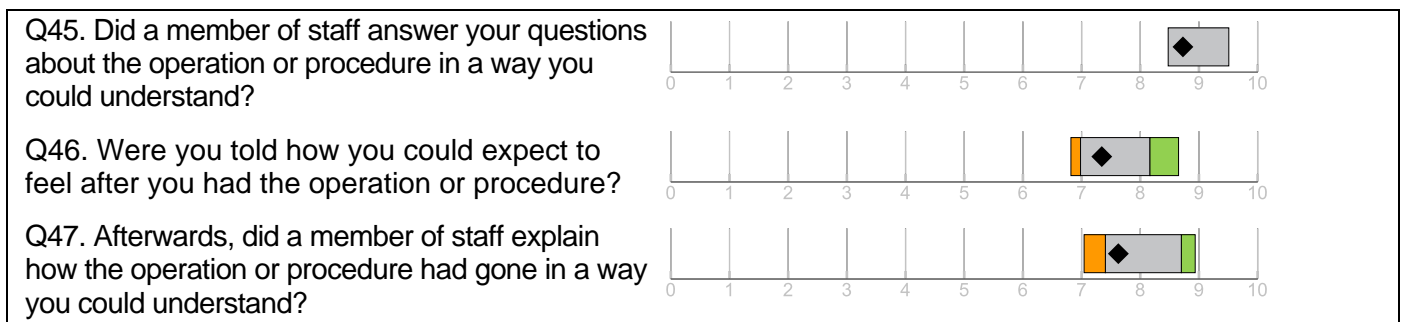 Q45. Did a member of staff answer your questions
about the operation or procedure in a way you
could understand?
0 1 2 3 4 5 6 7 8 9 10
Q46. Were you told how you could expect to
feel after you had the operation or procedure?
0 1 2 3 4 5 6 7 8 9 10
Q47. Afterwards, did a member of staff explain
how the operation or procedure had gone in a way
you could understand?
0 1 2 3 4 5 6 7 8 9 10